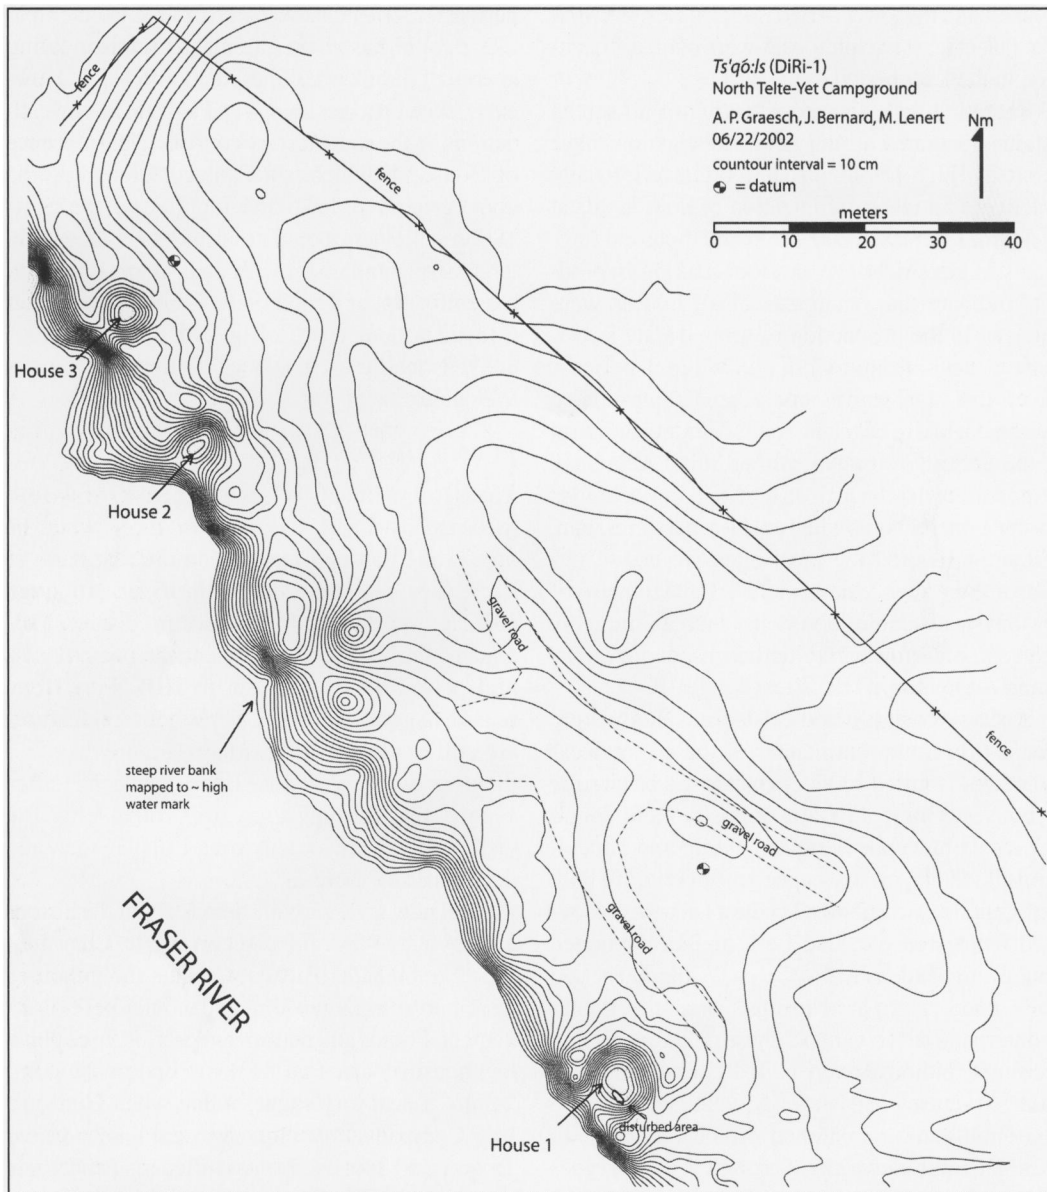 Ts'qó:ls (DiRi-1)
North Telte-Yet Campground
A. P. Graesch, J. Bernard, M. Lenert
06/22/2002
countour interval = 10 cm
= datum
Nm
meters
0 10 20 30 40
fence
fence
House 3
House 2
gravel road
fence
steep river bank
mapped to ~ high
water mark
gravel road
gravel road
FRASER RIVER
disturbed area
House 1